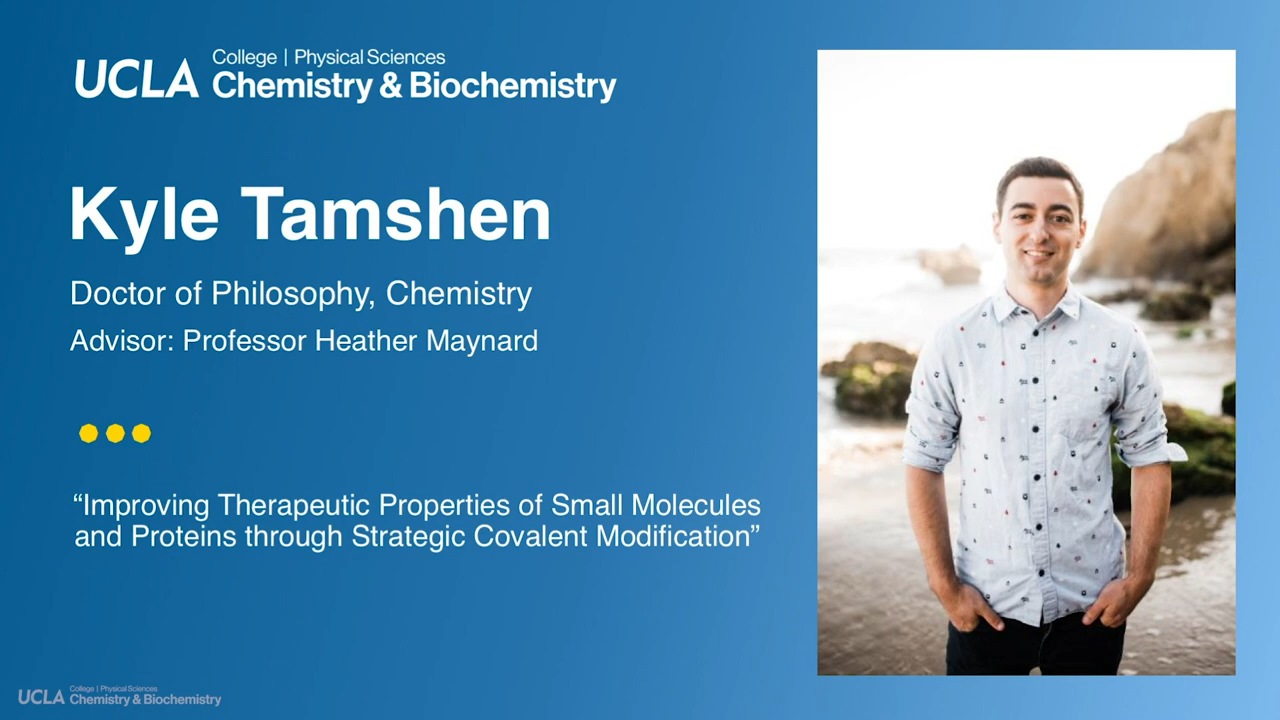 UCLA College | Physical Sciences
Chemistry & Biochemistry
Kyle Tamshen
Doctor of Philosophy, Chemistry
Advisor: Professor Heather Maynard
“Improving Therapeutic Properties of Small Molecules
and Proteins through Strategic Covalent Modification”
UCLA College | Physical Sciences
Chemistry & Biochemistry